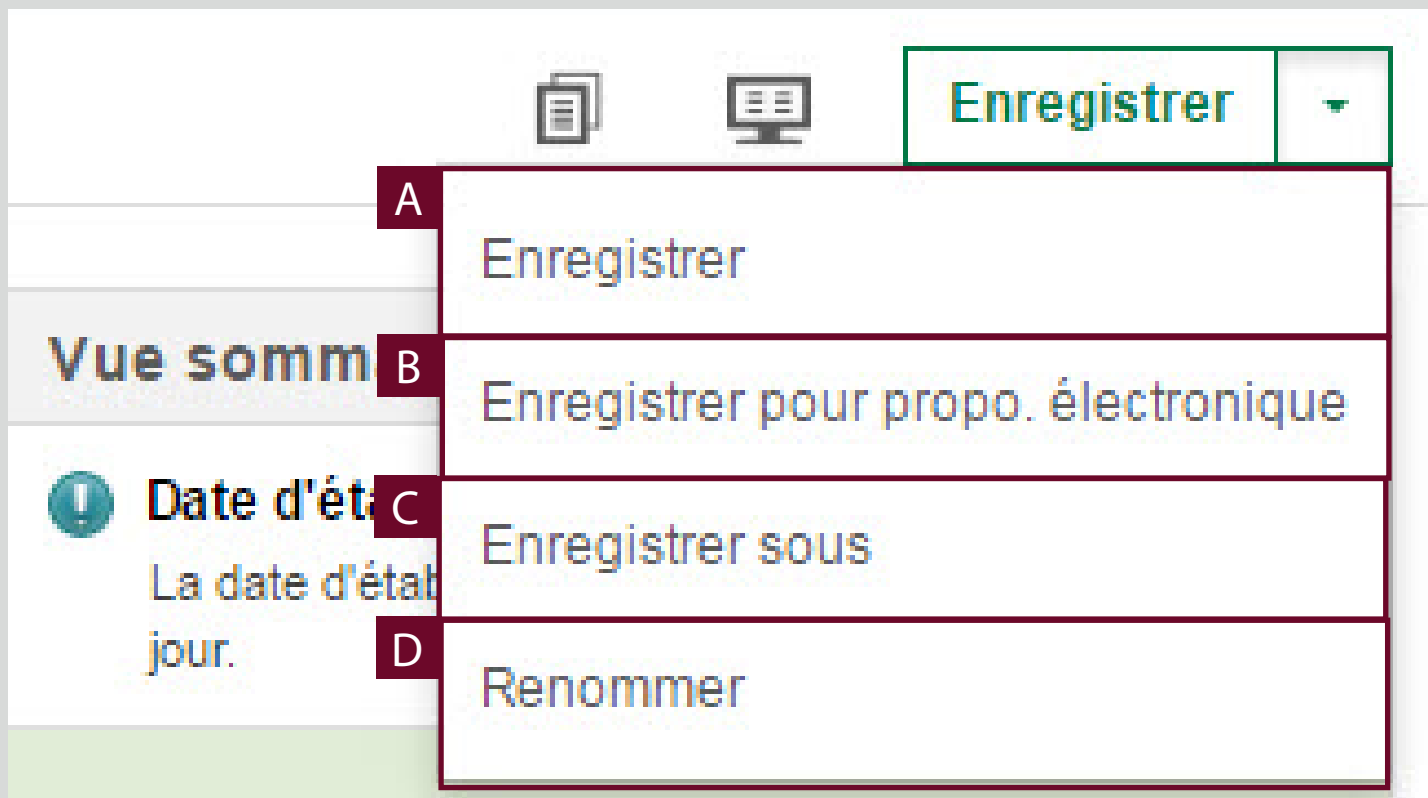 Enregistrer
A
Enregistrer
Vue somm
B
Enregistrer pour propo. électronique
Date d'éta
C
Enregistrer sous
La date d'étab
jour.
D
Renommer